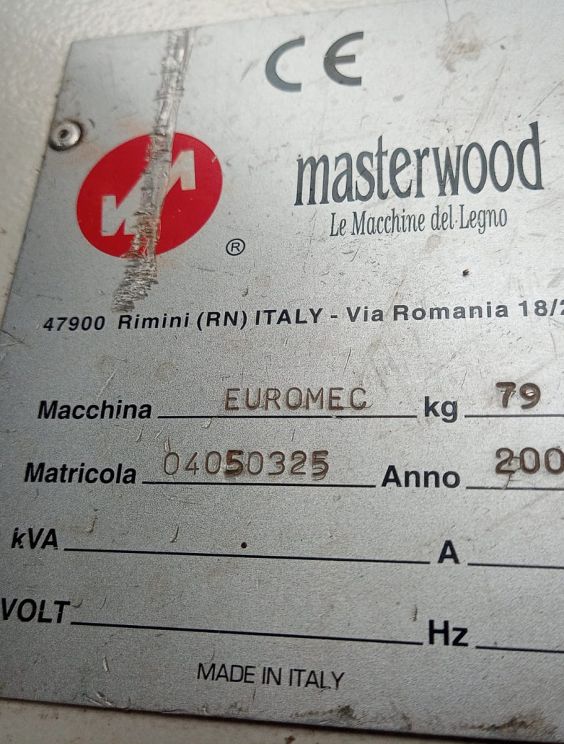 CE
masterwood
Le Macchine del Legno
®
47900 Rimini (RN) ITALY - Via Romania 18/2
Macchina EUROMEC kg 79
Matricola 04050325 Anno 200
kVA A
VOLT Hz
MADE IN ITALY